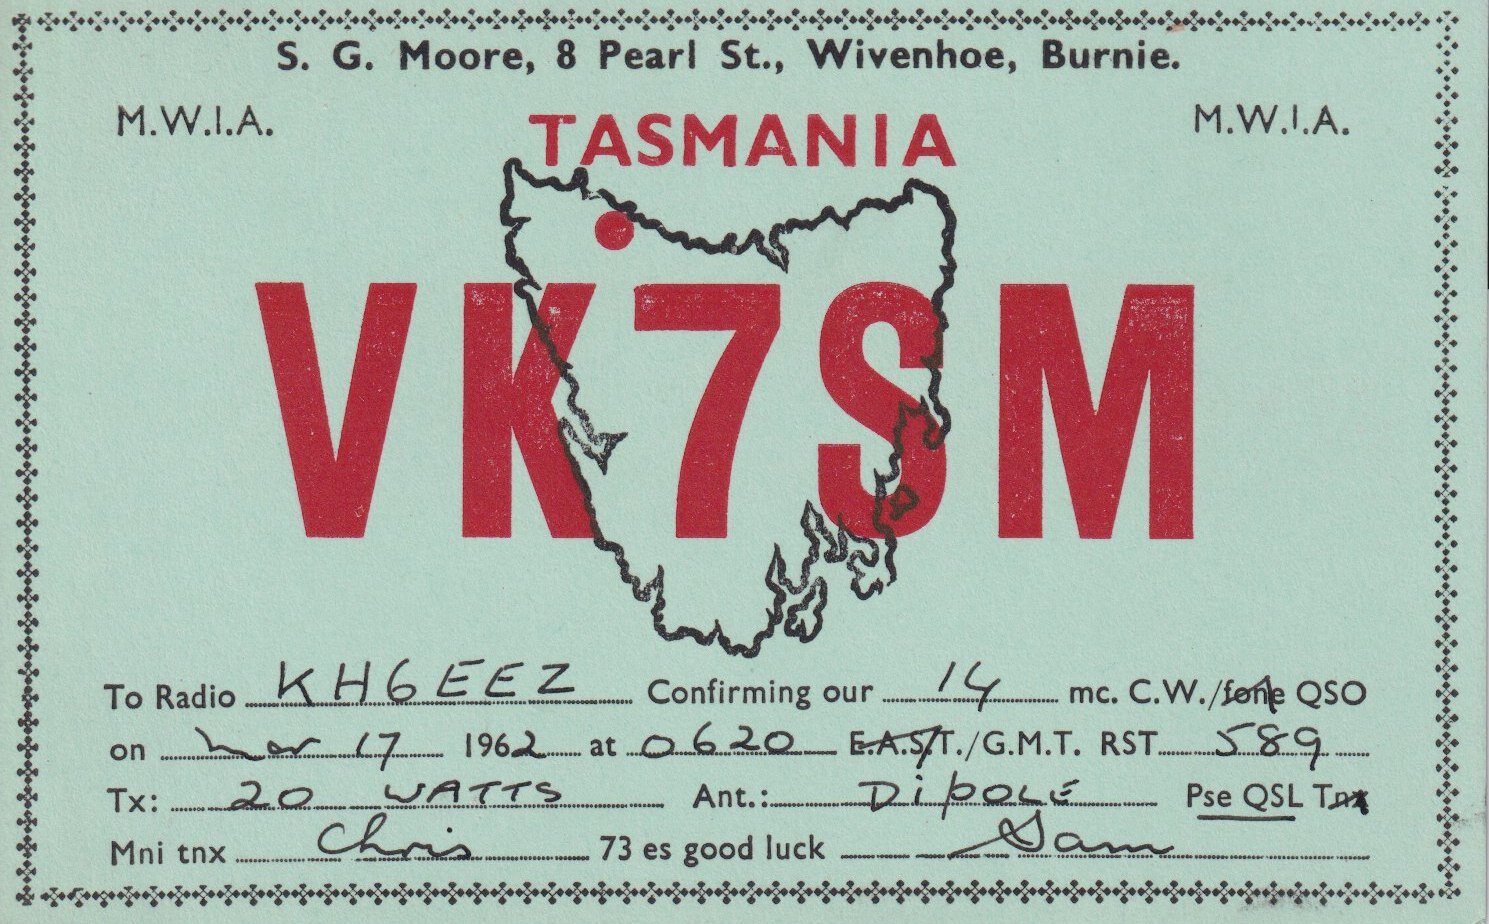 S. G. Moore, 8 Pearl St., Wivenhoe, Burnie.
M.W.I.A. M.W.I.A.
TASMANIA
VK7SM
To Radio KH6EEZ Confirming our 14 mc. C.W./fone QSO
on Mar 17 1962 at 0620 E.A.S.T./G.M.T. RST 589
Tx: 20 WATTS Ant.: DipOLE Pse QSL Tnx
Mni tnx Chris 73 es good luck Sam